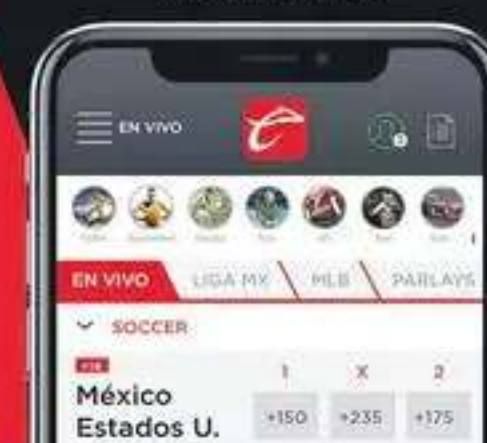 EN VIVO
EN VIVO LIGA MX MLB PARLAYS
SOCCER
1 X 2
México
Estados U.
+150 +235 +175